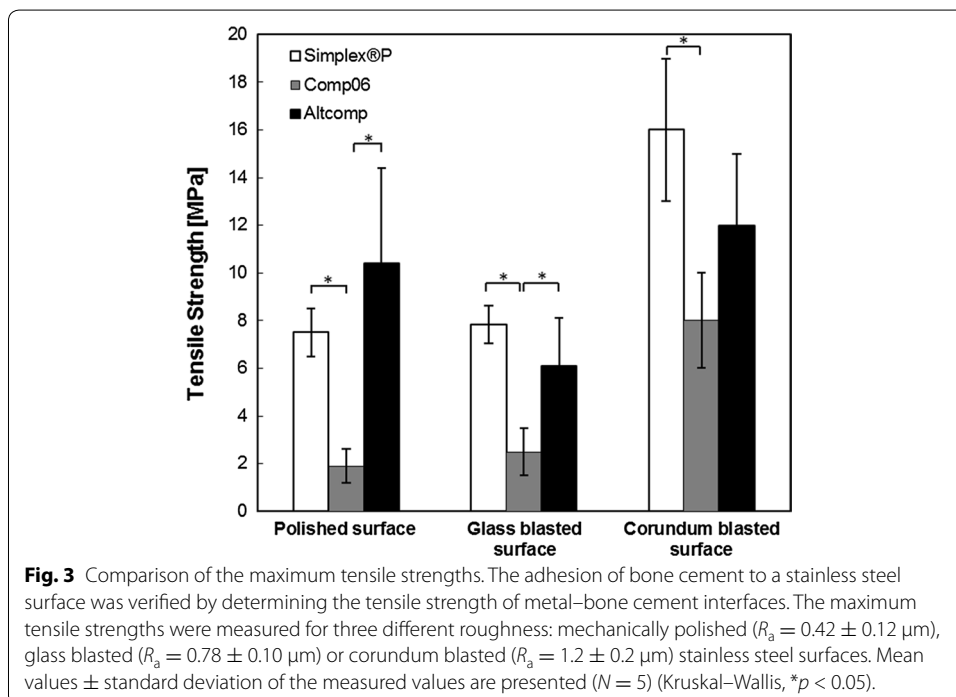 20
18
16
14
12
10
8
6
4
2
0
Tensile Strength [MPa]
Simplex®P
Comp06
Altcomp
*
*
*
*
*
Polished surface
Glass blasted
surface
Corundum blasted
surface
Fig. 3 Comparison of the maximum tensile strengths. The adhesion of bone cement to a stainless steel
surface was verified by determining the tensile strength of metal–bone cement interfaces. The maximum
tensile strengths were measured for three different roughness: mechanically polished (Ra = 0.42 ± 0.12 µm),
glass blasted (Ra = 0.78 ± 0.10 µm) or corundum blasted (Ra = 1.2 ± 0.2 µm) stainless steel surfaces. Mean
values ± standard deviation of the measured values are presented (N = 5) (Kruskal–Wallis, *p < 0.05).